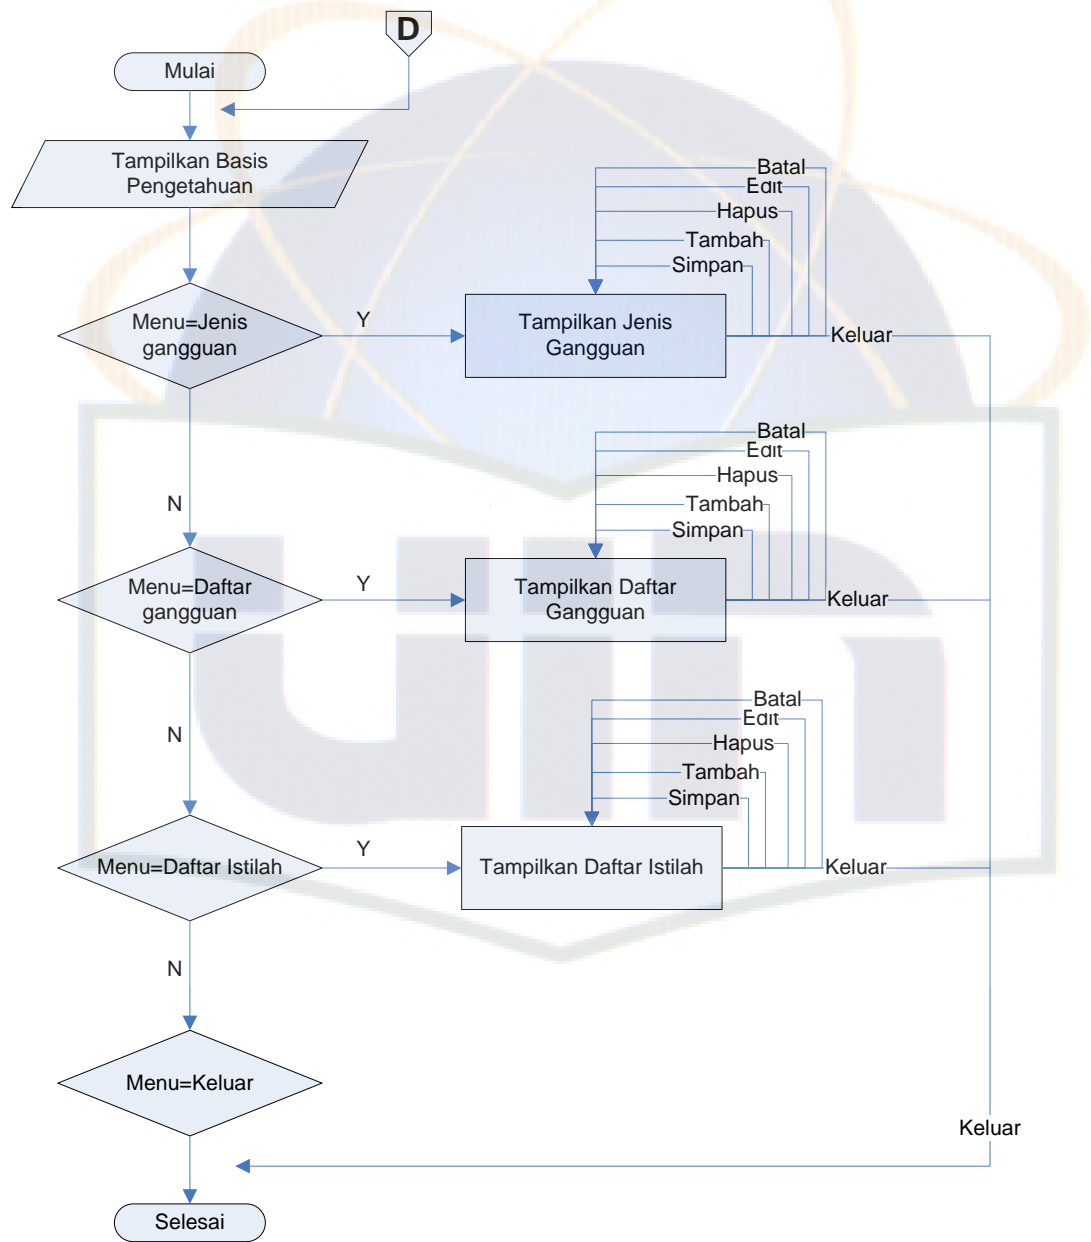 D
Mulai
Tampilkan Basis
Pengetahuan
Batal
Edit
Hapus
Tambah
Simpan
Menu=Jenis
gangguan
Y
Tampilkan Jenis
Gangguan
Keluar
Batal
Edit
Hapus
Tambah
Simpan
N
Menu=Daftar
gangguan
Y
Tampilkan Daftar
Gangguan
Keluar
Batal
Edit
Hapus
Tambah
Simpan
N
Menu=Daftar Istilah
Y
Tampilkan Daftar Istilah
Keluar
N
Menu=Keluar
Keluar
Selesai
uin